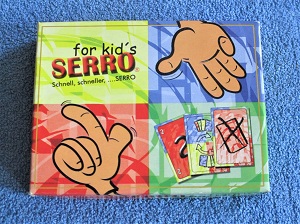 for kid's
SERRO
Schnell, schneller, ....SERRO